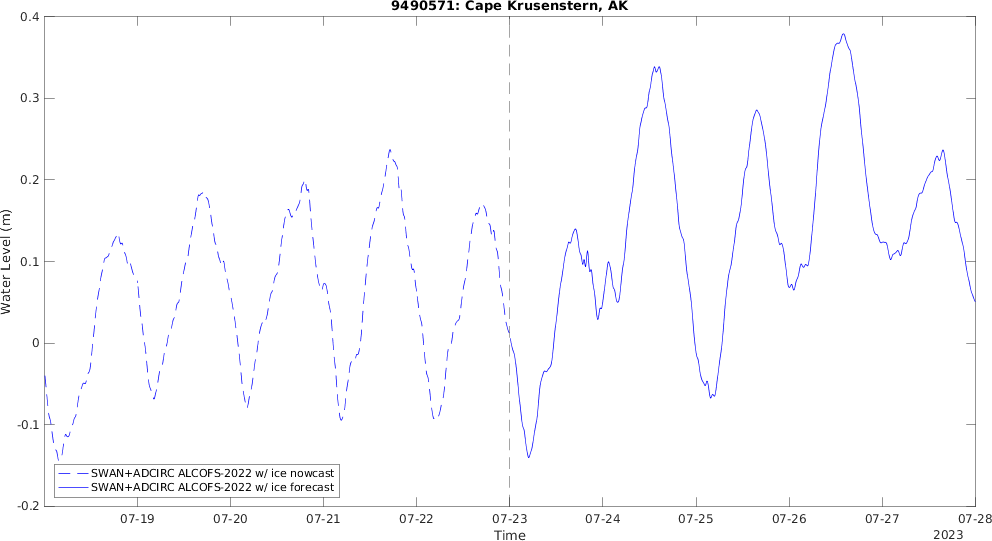 9490571: Cape Krusenstern, AK
0.4
0.3
0.2
0.1
0
-0.1
-0.2
Water Level (m)
SWAN+ADCIRC ALCOFS-2022 w/ ice nowcast
SWAN+ADCIRC ALCOFS-2022 w/ ice forecast
07-19 07-20 07-21 07-22 07-23 07-24 07-25 07-26 07-27 07-28
Time
2023